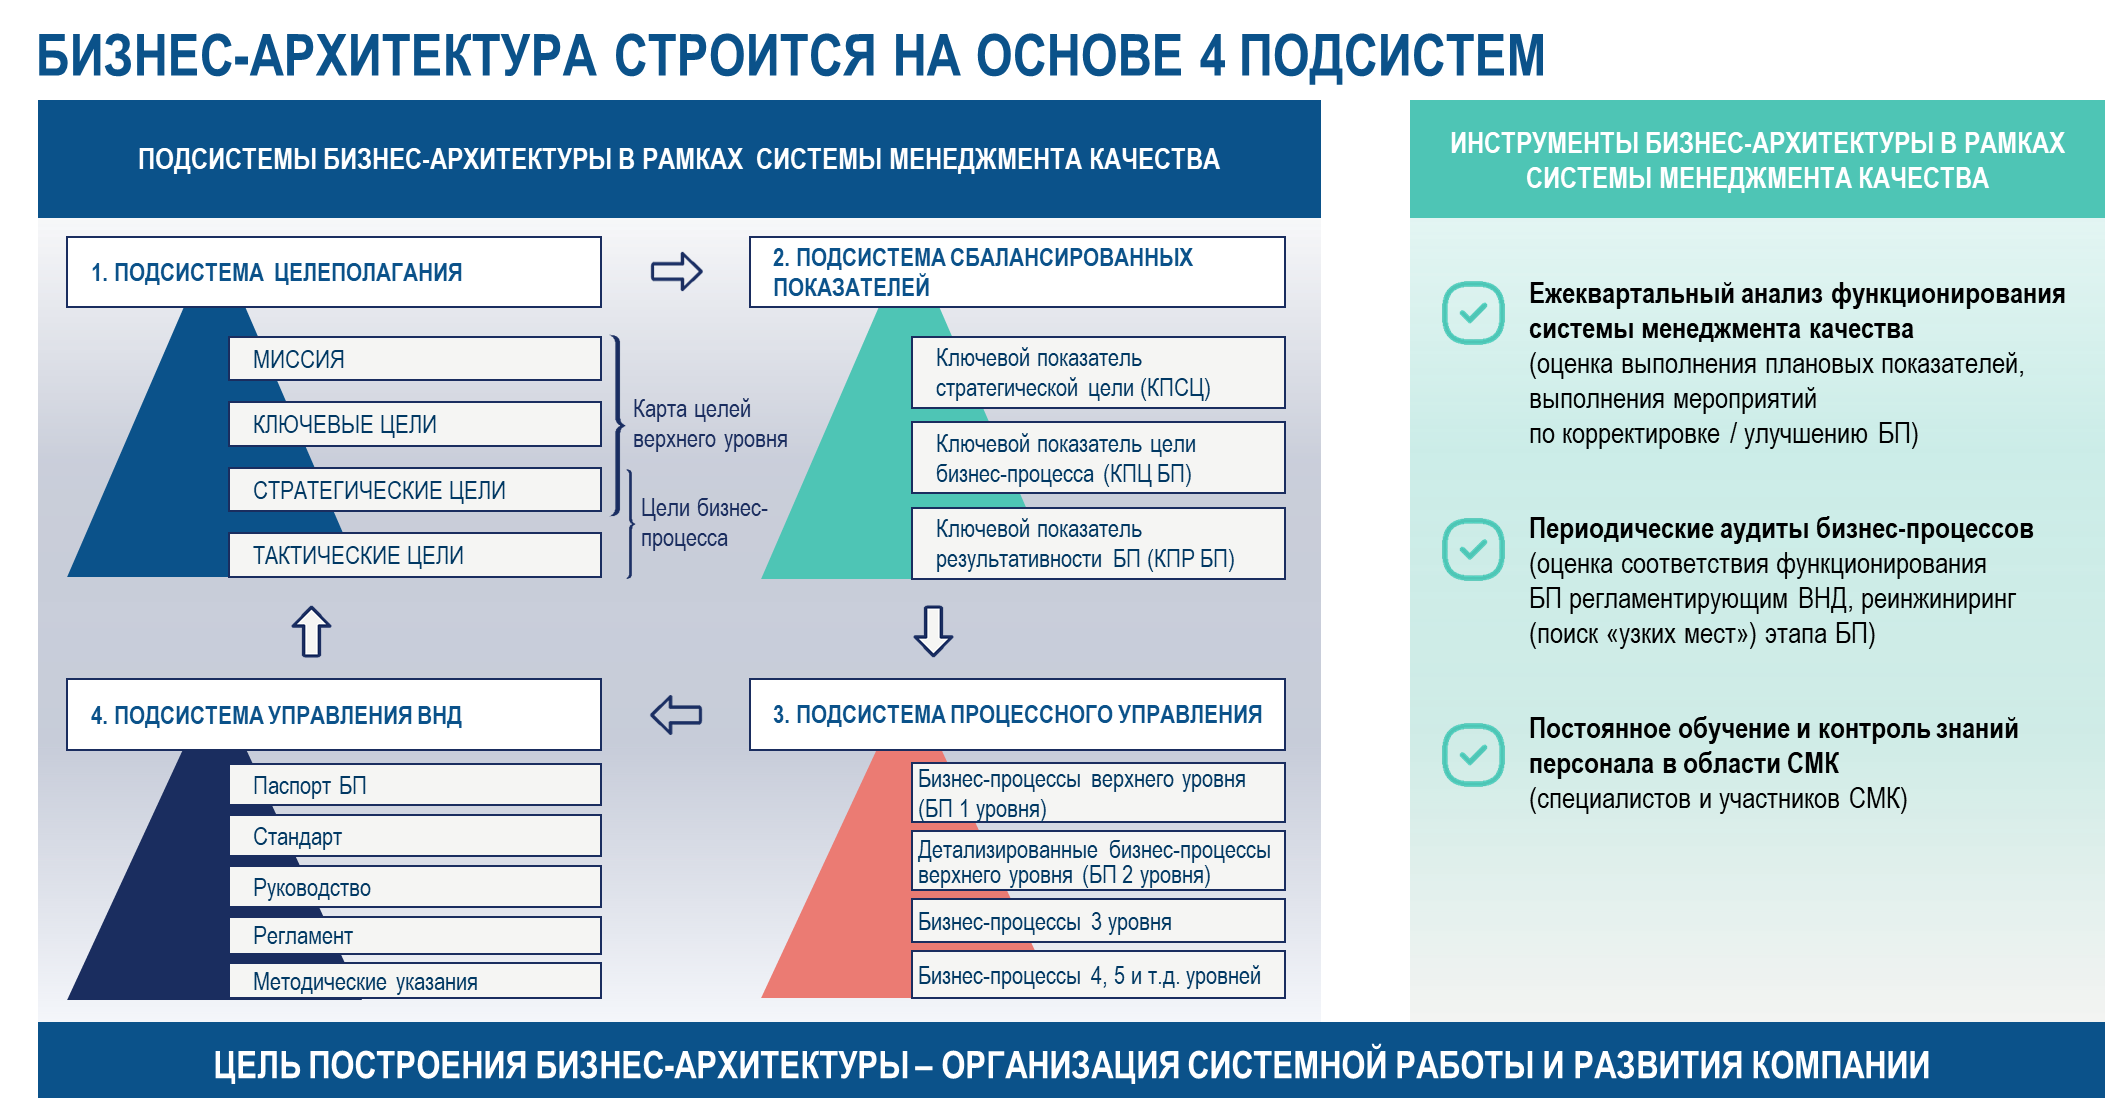 БИЗНЕС-АРХИТЕКТУРА СТРОИТСЯ НА ОСНОВЕ 4 ПОДСИСТЕМ
ПОДСИСТЕМЫ БИЗНЕС-АРХИТЕКТУРЫ В РАМКАХ СИСТЕМЫ МЕНЕДЖМЕНТА КАЧЕСТВА
1. ПОДСИСТЕМА ЦЕЛЕПОЛАГАНИЯ
МИССИЯ
КЛЮЧЕВЫЕ ЦЕЛИ
СТРАТЕГИЧЕСКИЕ ЦЕЛИ
ТАКТИЧЕСКИЕ ЦЕЛИ
Карта целей
верхнего уровня
Цели бизнес-
процесса
2. ПОДСИСТЕМА СБАЛАНСИРОВАННЫХ
ПОКАЗАТЕЛЕЙ
Ключевой показатель
стратегической цели (КПСЦ)
Ключевой показатель цели
бизнес-процесса (КПЦ БП)
Ключевой показатель
результативности БП (КПР БП)
4. ПОДСИСТЕМА УПРАВЛЕНИЯ ВНД
Паспорт БП
Стандарт
Руководство
Регламент
Методические указания
3. ПОДСИСТЕМА ПРОЦЕССНОГО УПРАВЛЕНИЯ
Бизнес-процессы верхнего уровня
(БП 1 уровня)
Детализированные бизнес-процессы
верхнего уровня (БП 2 уровня)
Бизнес-процессы 3 уровня
Бизнес-процессы 4, 5 и т.д. уровней
ИНСТРУМЕНТЫ БИЗНЕС-АРХИТЕКТУРЫ В РАМКАХ
СИСТЕМЫ МЕНЕДЖМЕНТА КАЧЕСТВА
Ежеквартальный анализ функционирования
системы менеджмента качества
(оценка выполнения плановых показателей,
выполнения мероприятий
по корректировке / улучшению БП)
Периодические аудиты бизнес-процессов
(оценка соответствия функционирования
БП регламентирующим ВНД, реинжиниринг
(поиск «узких мест») этапа БП)
Постоянное обучение и контроль знаний
персонала в области СМК
(специалистов и участников СМК)
ЦЕЛЬ ПОСТРОЕНИЯ БИЗНЕС-АРХИТЕКТУРЫ – ОРГАНИЗАЦИЯ СИСТЕМНОЙ РАБОТЫ И РАЗВИТИЯ КОМПАНИИ